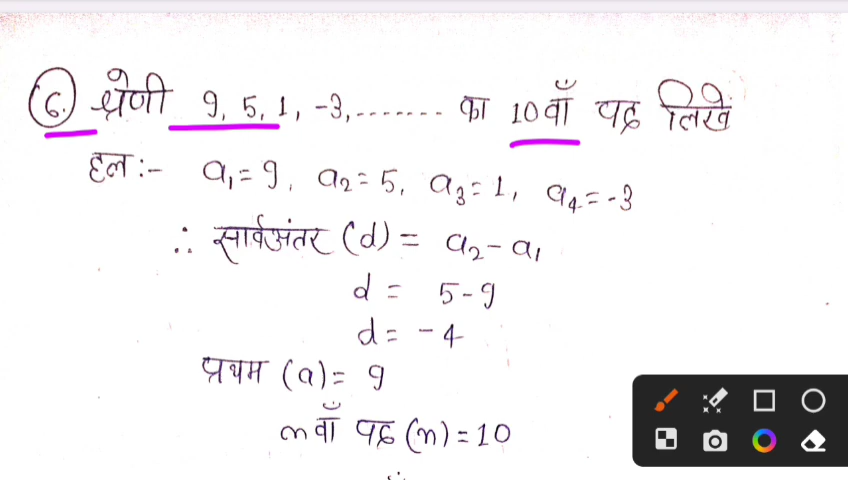 6. श्रेणी 9, 5, 1, -3, ........ का 10वाँ पद लिखे
हल :- a₁ = 9, a₂ = 5, a₃ = 1, a₄ = -3
∴ सार्वअंतर (d) = a₂ - a₁
d = 5-9
d = -4
प्रथम (a) = 9
nवाँ पद (n) = 10